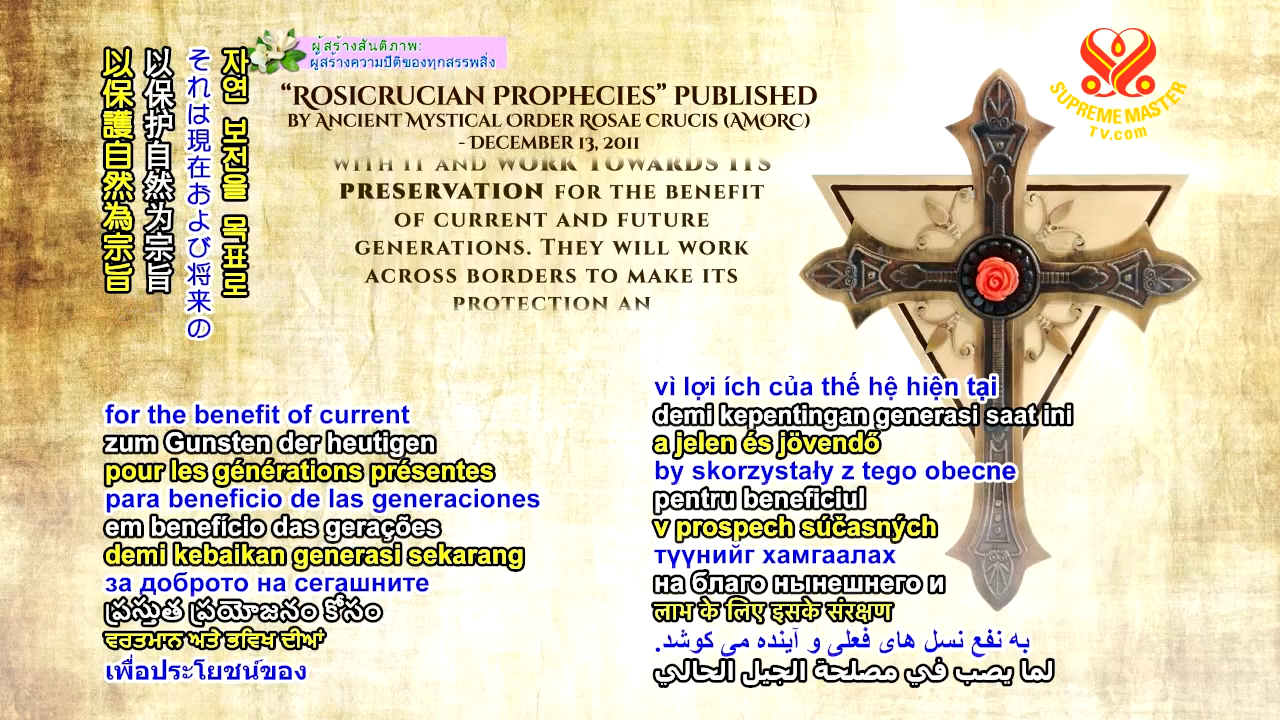 ผู้สร้างสันติภาพ:
ผู้สร้างความปีติของทุกสรรพสิ่ง
“Rosicrucian Prophecies” published
by Ancient Mystical Order Rosae Crucis (AMORC)
- December 13, 2011
with it and work towards its
preservation for the benefit
of current and future
generations. They will work
across borders to make its
protection an
SUPREME MASTER
TV.com
자연 보전을 목표로
それは現在および将来の
以保护自然为宗旨
以保護自然為宗旨
for the benefit of current
zum Gunsten der heutigen
pour les générations présentes
para beneficio de las generaciones
em benefício das gerações
demi kebaikan generasi sekarang
за доброто на сегашните
ప్రస్తుత ప్రయోజనం కోసం
ਵਰਤਮਾਨ ਅਤੇ ਭਵਿਖ ਦੀਆਂ
เพื่อประโยชน์ของ
vì lợi ích của thế hệ hiện tại
demi kepentingan generasi saat ini
a jelen és jövendő
by skorzystały z tego obecne
pentru beneficiul
v prospech súčasných
түүнийг хамгаалах
на благо нынешнего и
लाभ के लिए इसके संरक्षण
به نفع نسل های فعلی و آینده می کوشد.
لما يصب في مصلحة الجيل الحالي